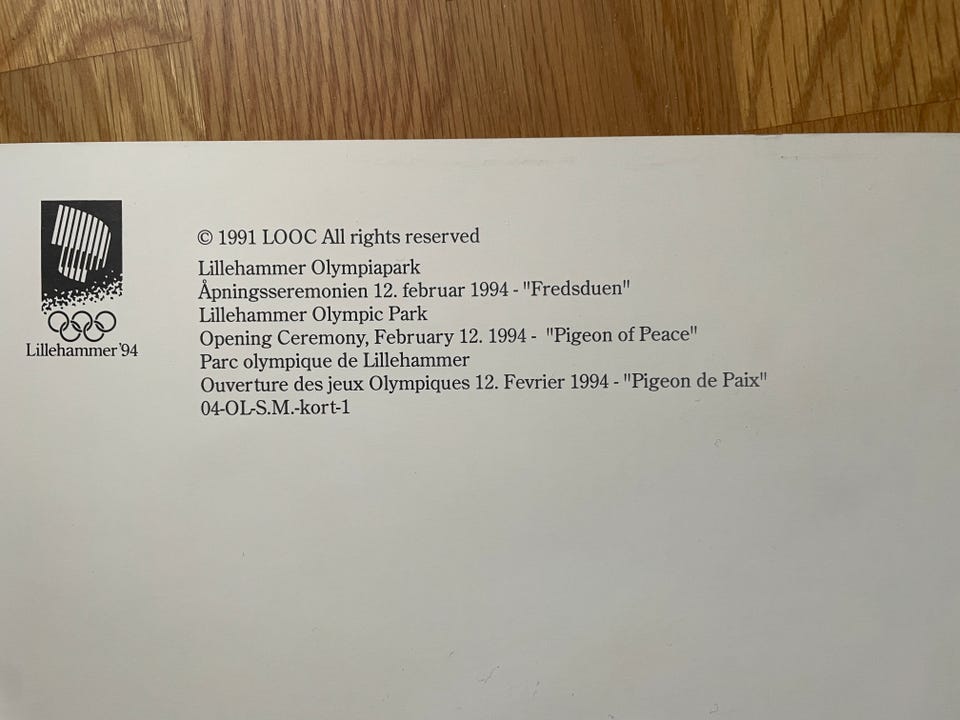 Lillehammer'94
© 1991 LOOC All rights reserved
Lillehammer Olympiapark
Åpningsseremonien 12. februar 1994 - "Fredsduen"
Lillehammer Olympic Park
Opening Ceremony, February 12. 1994 - "Pigeon of Peace"
Parc olympique de Lillehammer
Ouverture des jeux Olympiques 12. Fevrier 1994 - "Pigeon de Paix"
04-OL-S.M.-kort-1